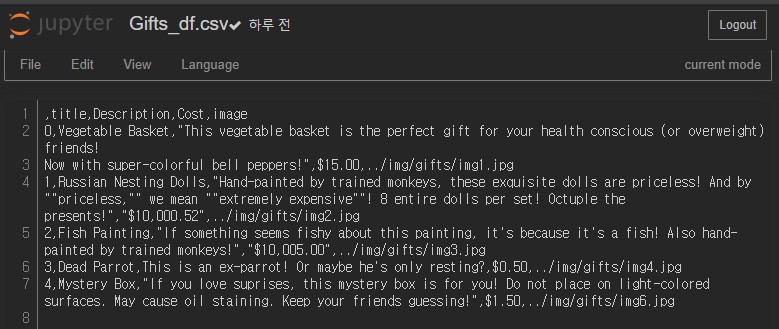 jupyter Gifts_df.csv 하루 전 Logout
File Edit View Language current mode
1 ,title,Description,Cost,image
2 0,Vegetable Basket,"This vegetable basket is the perfect gift for your health conscious (or overweight)
friends!
3 Now with super-colorful bell peppers!",$15.00,../img/gifts/img1.jpg
4 1,Russian Nesting Dolls,"Hand-painted by trained monkeys, these exquisite dolls are priceless! And by
""priceless,"" we mean ""extremely expensive""! 8 entire dolls per set! Octuple the
presents!","$10,000.52",../img/gifts/img2.jpg
5 2,Fish Painting,"If something seems fishy about this painting, it's because it's a fish! Also hand-
painted by trained monkeys!","$10,005.00",../img/gifts/img3.jpg
6 3,Dead Parrot,This is an ex-parrot! Or maybe he's only resting?,$0.50,../img/gifts/img4.jpg
7 4,Mystery Box,"If you love suprises, this mystery box is for you! Do not place on light-colored
surfaces. May cause oil staining. Keep your friends guessing!",$1.50,../img/gifts/img6.jpg
8